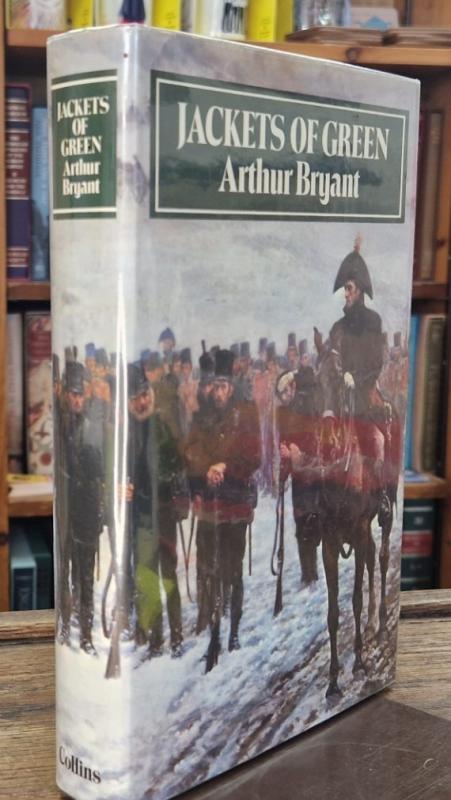 JACKETS OF GREEN
Arthur Bryant
JACKETS
OF
GREEN
Arthur
Bryant
Collins